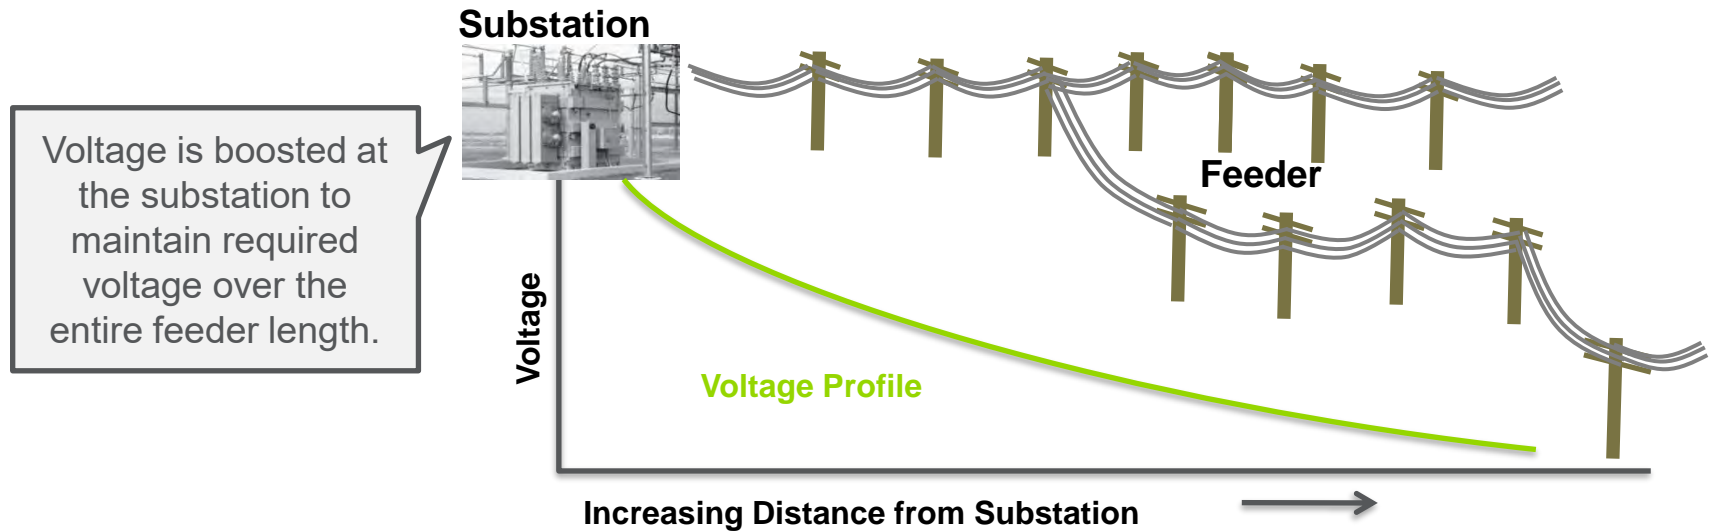 Substation
Voltage is boosted at
the substation to
maintain required
voltage over the
entire feeder length.
Feeder
Voltage
Voltage Profile
Increasing Distance from Substation